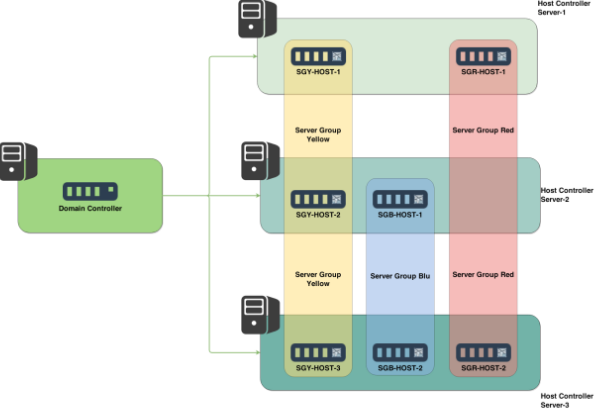 Host Controller
Server-1
SGY-HOST-1
SGR-HOST-1
Server Group
Yellow
Server Group Red
Domain Controller
Host Controller
Server-2
SGY-HOST-2
SGB-HOST-1
Server Group
Yellow
Server Group Blu
Server Group Red
SGY-HOST-3
SGB-HOST-2
SGR-HOST-2
Host Controller
Server-3